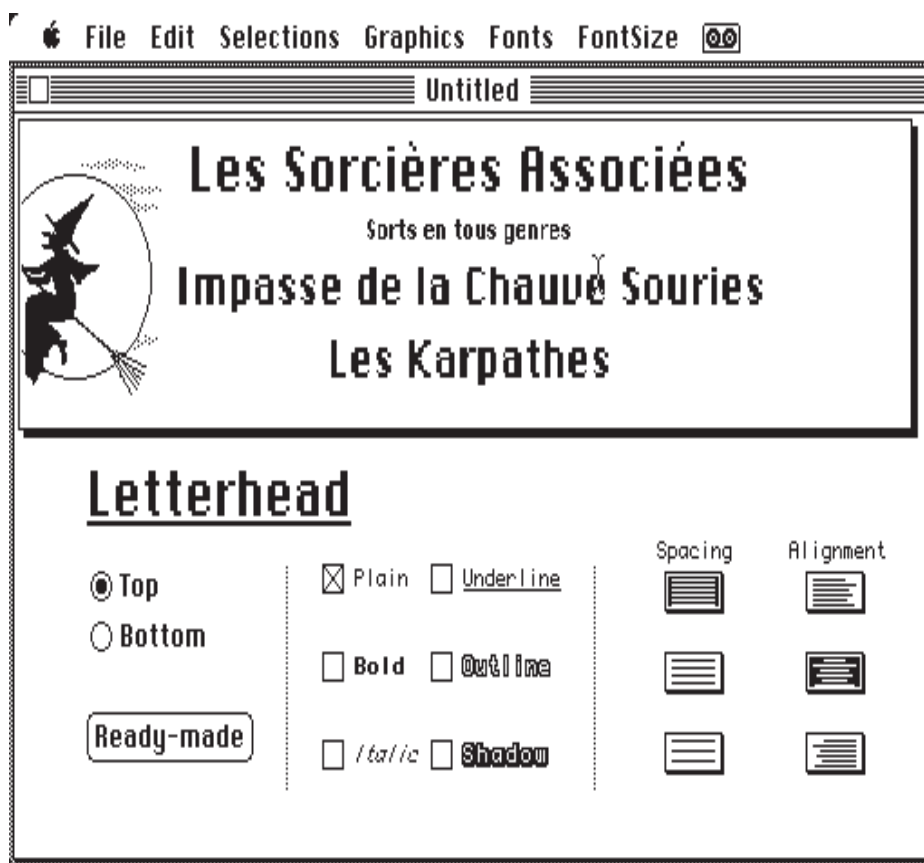 File Edit Selections Graphics Fonts FontSize
Untitled
Les Sorcières Associées
Sorts en tous genres
Impasse de la Chauve Souries
Les Karpathes
Letterhead
Spacing Alignment
Top
Plain Underline
Bottom
Bold Outline
Ready-made
Italic Shadow